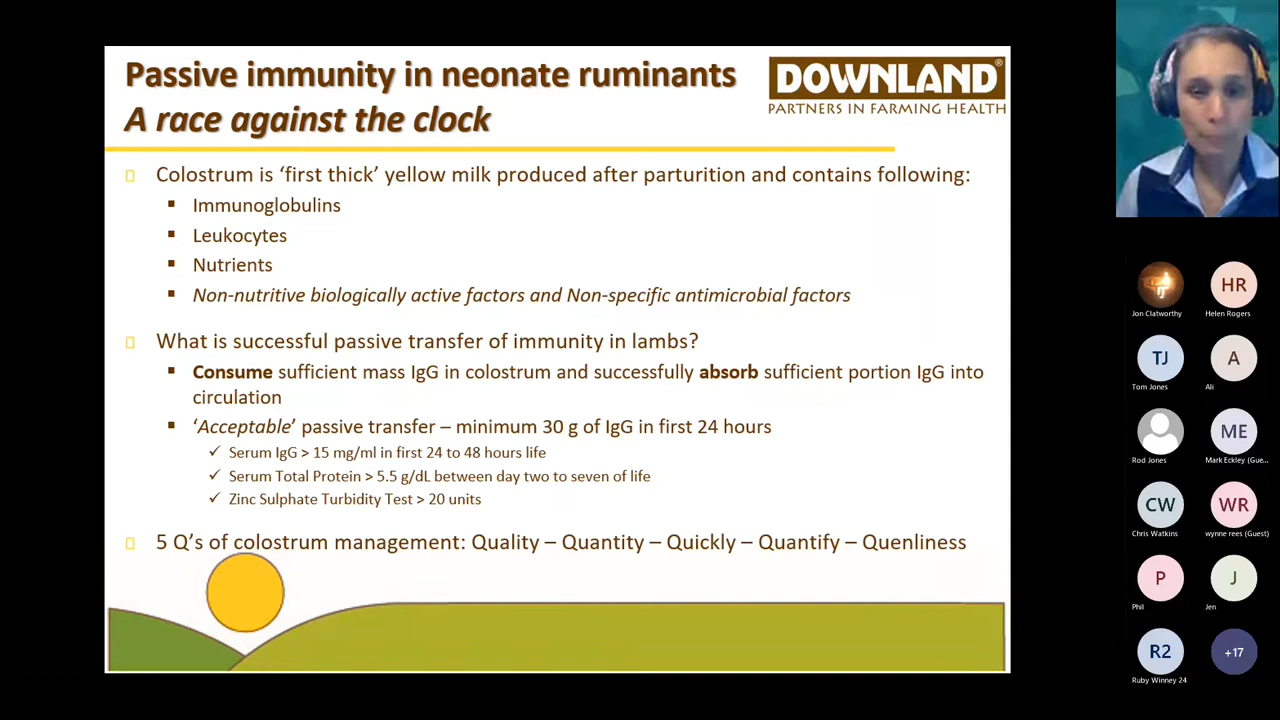 Passive immunity in neonate ruminants
A race against the clock
DOWNLAND®
PARTNERS IN FARMING HEALTH
Colostrum is ‘first thick’ yellow milk produced after parturition and contains following:
Immunoglobulins
Leukocytes
Nutrients
Non-nutritive biologically active factors and Non-specific antimicrobial factors
What is successful passive transfer of immunity in lambs?
Consume sufficient mass IgG in colostrum and successfully absorb sufficient portion IgG into
circulation
‘Acceptable’ passive transfer – minimum 30 g of IgG in first 24 hours
Serum IgG > 15 mg/ml in first 24 to 48 hours life
Serum Total Protein > 5.5 g/dL between day two to seven of life
Zinc Sulphate Turbidity Test > 20 units
5 Q’s of colostrum management: Quality – Quantity – Quickly – Quantify – Quenliness
HR
Jon Clatworthy
Helen Rogers
TJ
A
Tom Jones
Ali
ME
Rod Jones
Mark Eckley (Gue...
CW
WR
Chris Watkins
wynne rees (Guest)
P
J
Phil
Jen
R2
+17
Ruby Winney 24